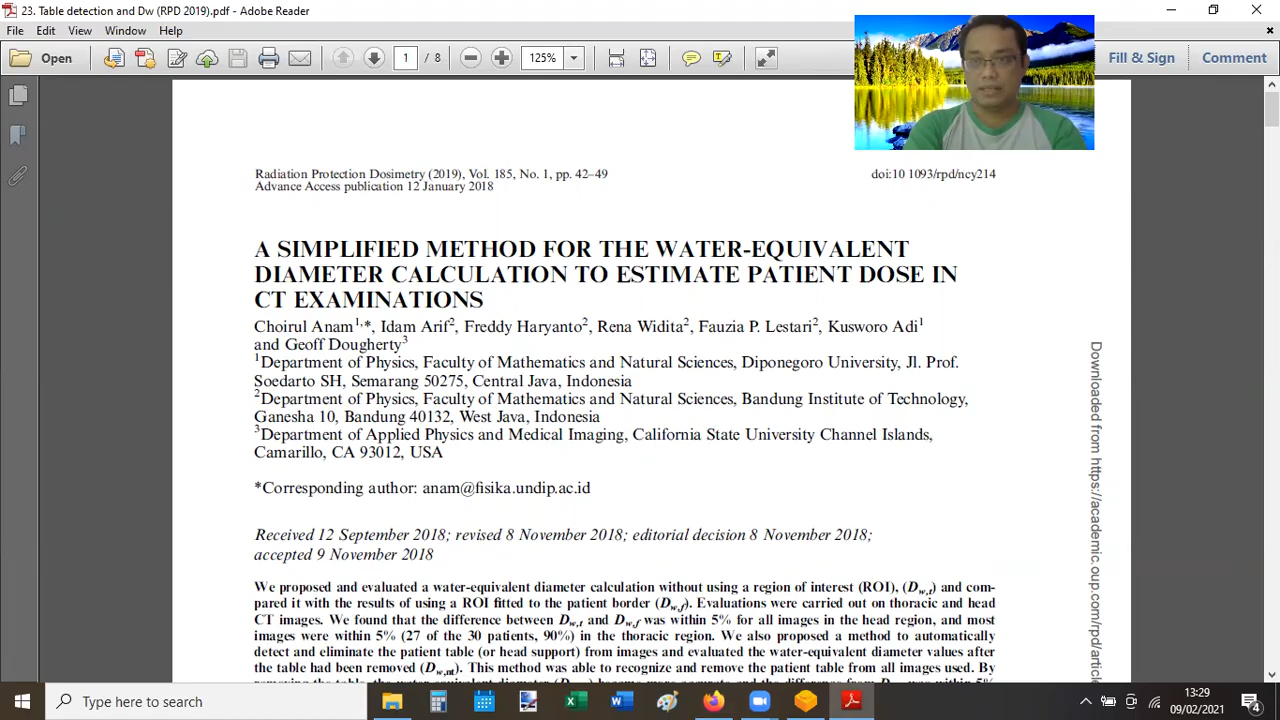 23. Table detection and Dw (RPD 2019).pdf - Adobe Reader
File Edit View Window Help
Open 1 / 8 125% Fill & Sign Comment
Radiation Protection Dosimetry (2019), Vol. 185, No. 1, pp. 42–49 doi:10 1093/rpd/ncy214
Advance Access publication 12 January 2018
A SIMPLIFIED METHOD FOR THE WATER-EQUIVALENT
DIAMETER CALCULATION TO ESTIMATE PATIENT DOSE IN
CT EXAMINATIONS
Choirul Anam1,*, Idam Arif2, Freddy Haryanto2, Rena Widita2, Fauzia P. Lestari2, Kusworo Adi1
and Geoff Dougherty3
1Department of Physics, Faculty of Mathematics and Natural Sciences, Diponegoro University, Jl. Prof.
Soedarto SH, Semarang 50275, Central Java, Indonesia
2Department of Physics, Faculty of Mathematics and Natural Sciences, Bandung Institute of Technology,
Ganesha 10, Bandung 40132, West Java, Indonesia
3Department of Applied Physics and Medical Imaging, California State University Channel Islands,
Camarillo, CA 93012, USA
*Corresponding author: anam@fisika.undip.ac.id
Received 12 September 2018; revised 8 November 2018; editorial decision 8 November 2018;
accepted 9 November 2018
We proposed and evaluated a water-equivalent diameter calculation without using a region of interest (ROI), (Dw,t) and com-
pared it with the results of using a ROI fitted to the patient border (Dw,f). Evaluations were carried out on thoracic and head
CT images. We found that the difference between Dw,t and Dw,f was within 5% for all images in the head region, and most
images were within 5% (27 of the 30 patients, 90%) in the thoracic region. We also proposed a method to automatically
detect and eliminate the patient table (or head support) from images and evaluated the water-equivalent diameter values after
the table had been removed (Dw,nt). This method was able to recognize and remove the patient table from all images used. By
Downloaded from https://academic.oup.com/rpd/article
Type here to search
3:29
09/02/2021
4